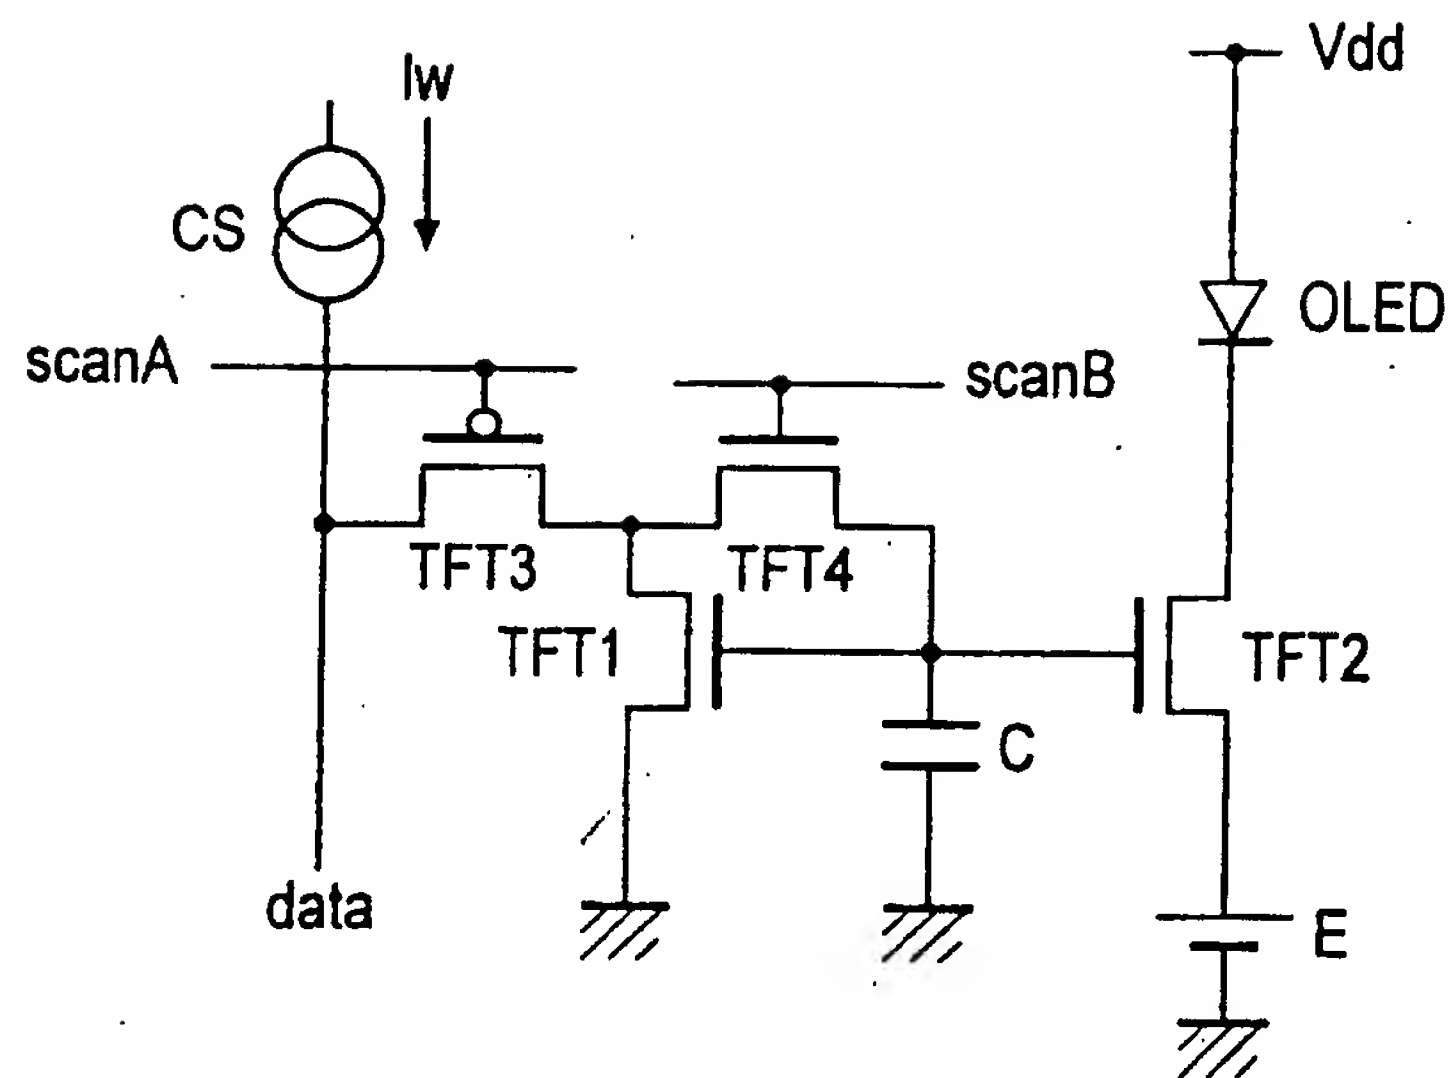 Vdd
Iw
CS
OLED
scanA
scanB
TFT3
TFT4
TFT1
TFT2
C
data
E